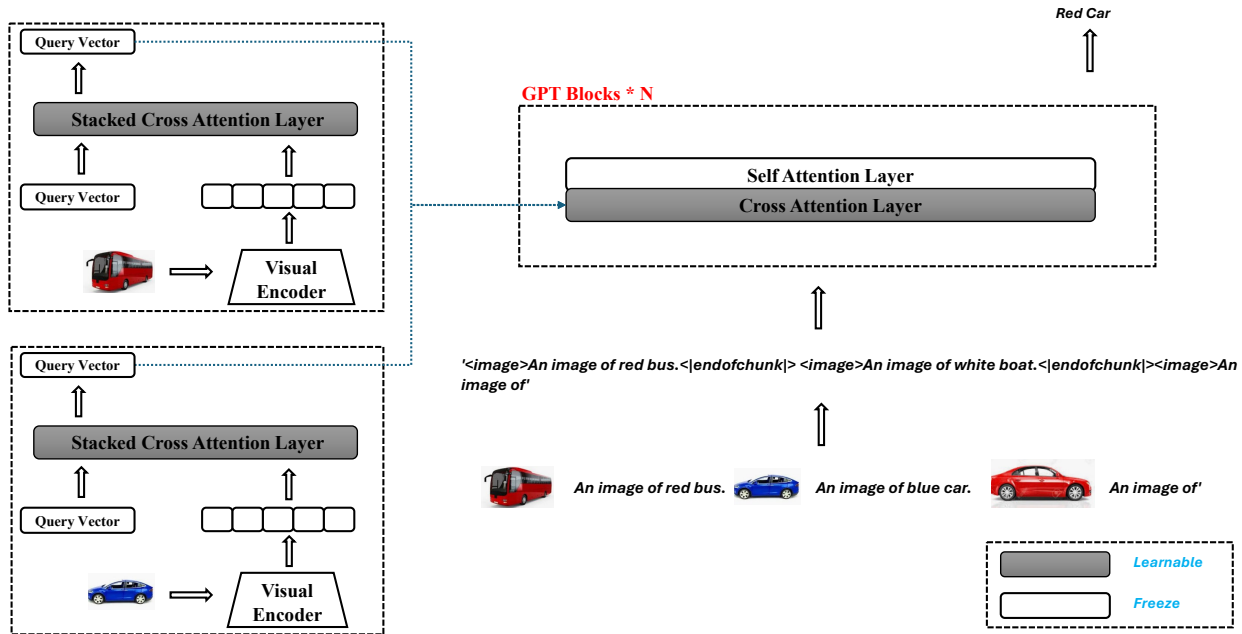 Query Vector
Stacked Cross Attention Layer
Query Vector
Visual
Encoder
Query Vector
Stacked Cross Attention Layer
Query Vector
Visual
Encoder
Red Car
GPT Blocks * N
Self Attention Layer
Cross Attention Layer
'<image>An image of red bus.<|endofchunk|> <image>An image of white boat.<|endofchunk|><image>An
image of'
An image of red bus.
An image of blue car.
An image of'
Learnable
Freeze